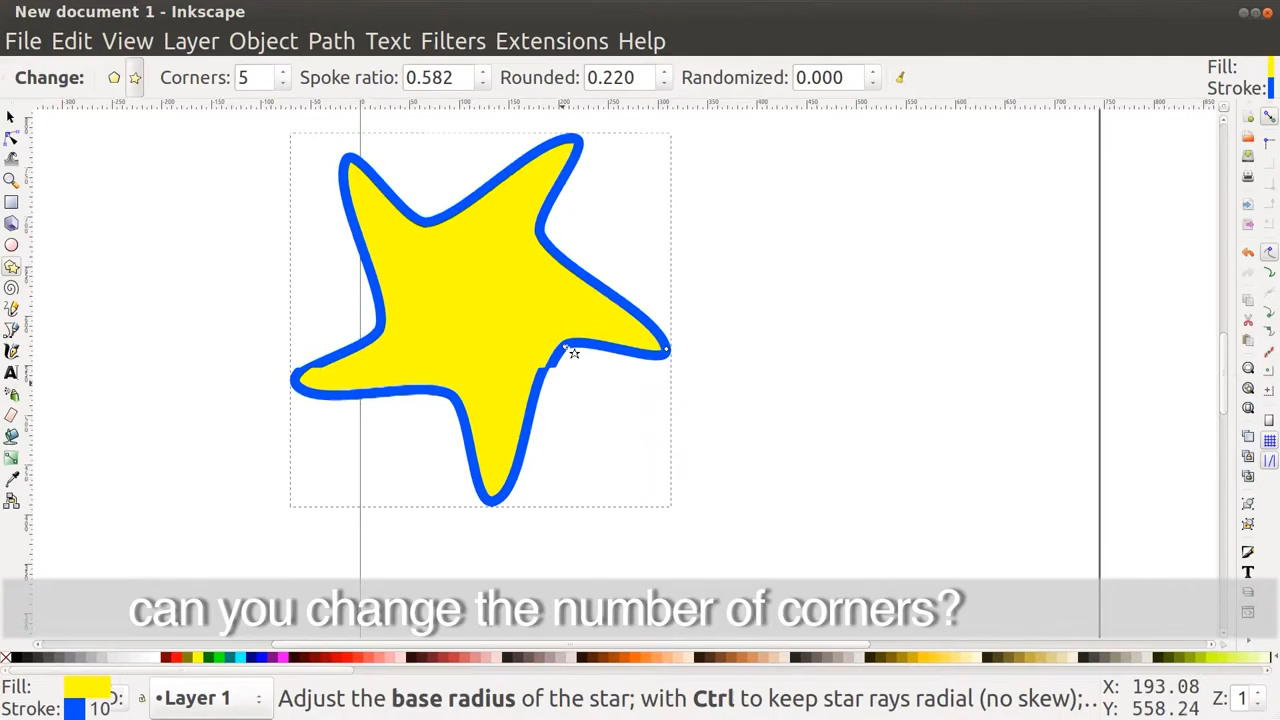 New document 1 - Inkscape
File Edit View Layer Object Path Text Filters Extensions Help
Change: Corners: 5 Spoke ratio: 0.582 Rounded: 0.220 Randomized: 0.000
Fill:
Stroke:
can you change the number of corners?
Fill: O:
Stroke: 10
Layer 1
Adjust the base radius of the star; with Ctrl to keep star rays radial (no skew);..
X: 193.08
Y: 558.24
Z: 1